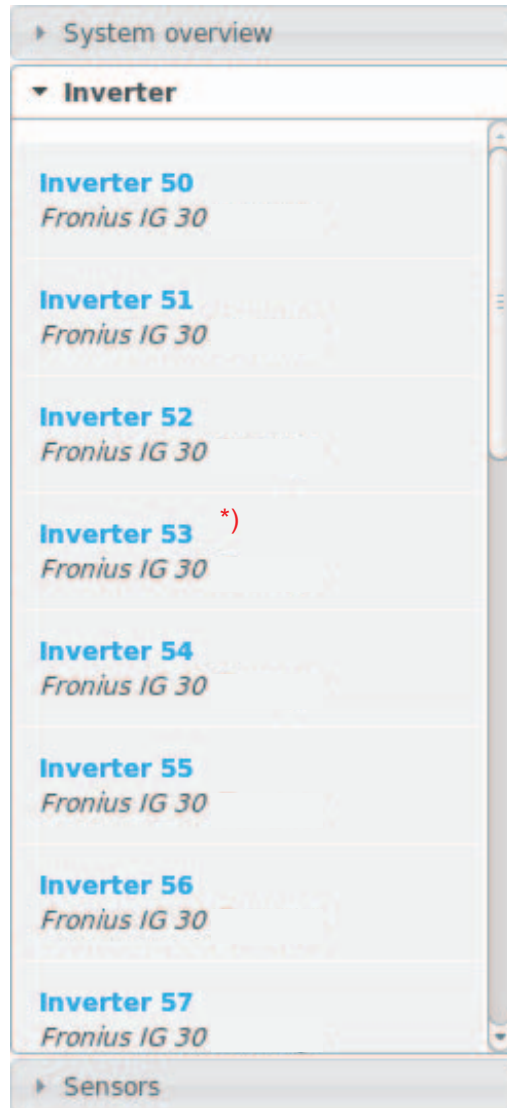 System overview
Inverter
Inverter 50
Fronius IG 30
Inverter 51
Fronius IG 30
Inverter 52
Fronius IG 30
Inverter 53 *)
Fronius IG 30
Inverter 54
Fronius IG 30
Inverter 55
Fronius IG 30
Inverter 56
Fronius IG 30
Inverter 57
Fronius IG 30
Sensors